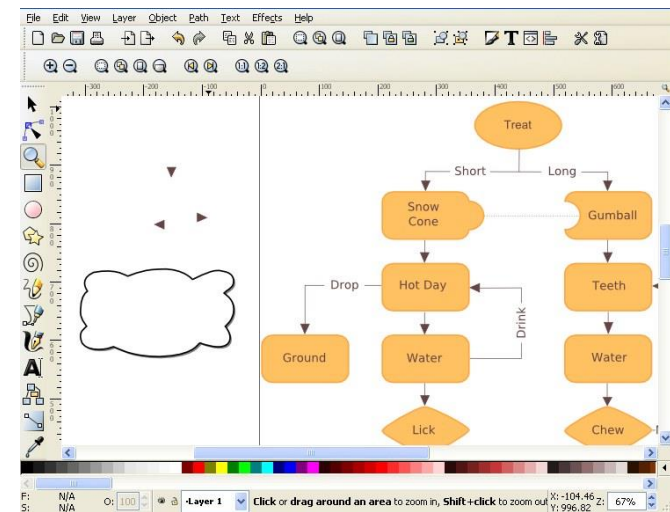 File Edit View Layer Object Path Text Effects Help
Treat
Short Long
Snow
Cone
Gumball
Drop
Hot Day
Teeth
Drink
Ground
Water
Water
Lick
Chew
F: N/A
S: N/A
O: 100
Layer 1
Click or drag around an area to zoom in, Shift+click to zoom out
X: -104.46
Y: 996.82
Z: 67%